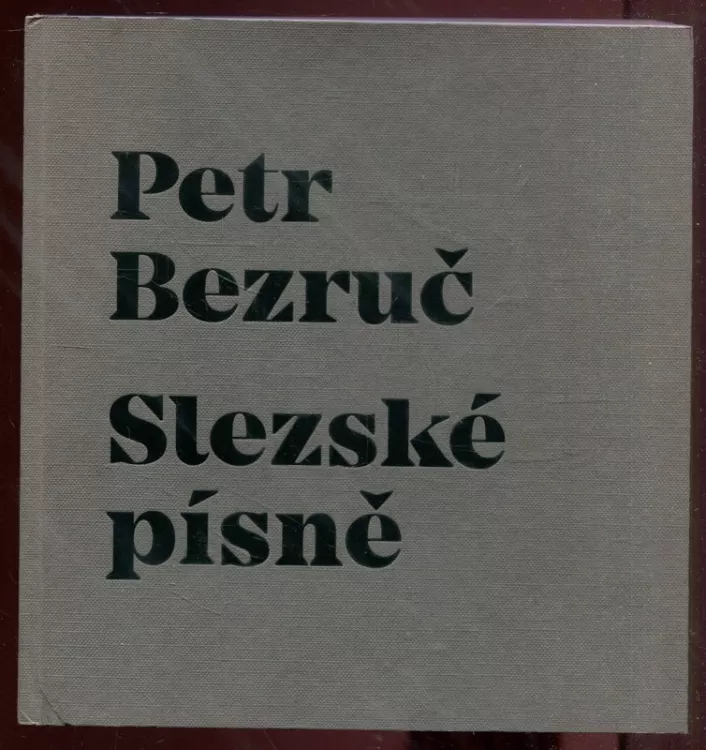 Petr
Bezruč
Slezské
písně